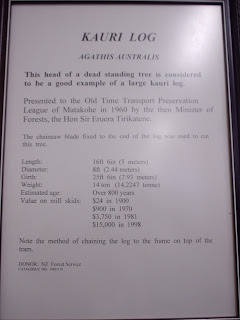 KAURI LOG
AGATHIS AUSTRALIS
This head of a dead standing tree is considered
to be a good example of a large kauri log.
Presented to the Old Time Transport Preservation
League of Matakohe in 1960 by the then Minister of
Forests, the Hon Sir Eruera Tirikatene.
The chainsaw blade fixed to the end of the log was used to cut
this tree.
Length: 16ft 6in (5 meters)
Diameter: 8ft (2.44 meters)
Girth: 25ft 6in (7.93 meters)
Weight: 14 ton (14,2247 tonne)
Estimated age: Over 800 years
Value on mill skids: $24 in 1900
$900 in 1970
$3,750 in 1981
$15,000 in 1998
Note the method of chaining the log to the frame on top of the
tram.
DONOR: NZ Forest Service
CATALOGUE NO.